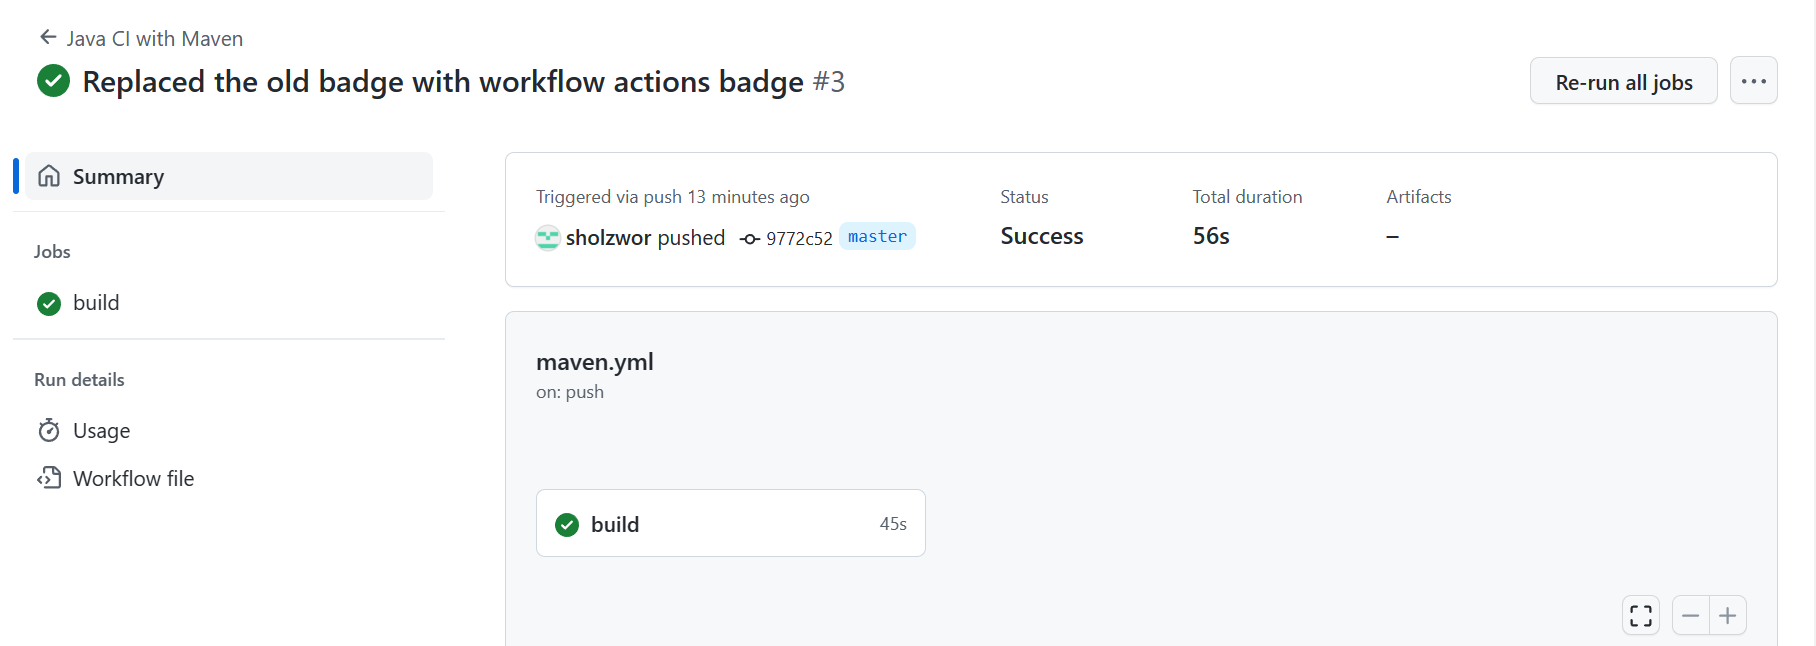 Java CI with Maven
Replaced the old badge with workflow actions badge #3
Re-run all jobs
Summary
Jobs
build
Run details
Usage
Workflow file
Triggered via push 13 minutes ago
sholzwor pushed 9772c52 master
Status
Success
Total duration
56s
Artifacts
–
maven.yml
on: push
build 45s